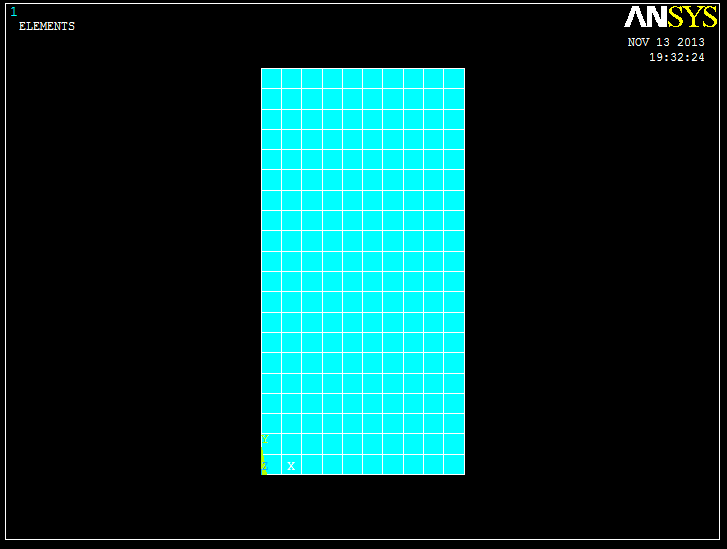 1
ELEMENTS
ANSYS
NOV 13 2013
19:32:24
Y
Z X